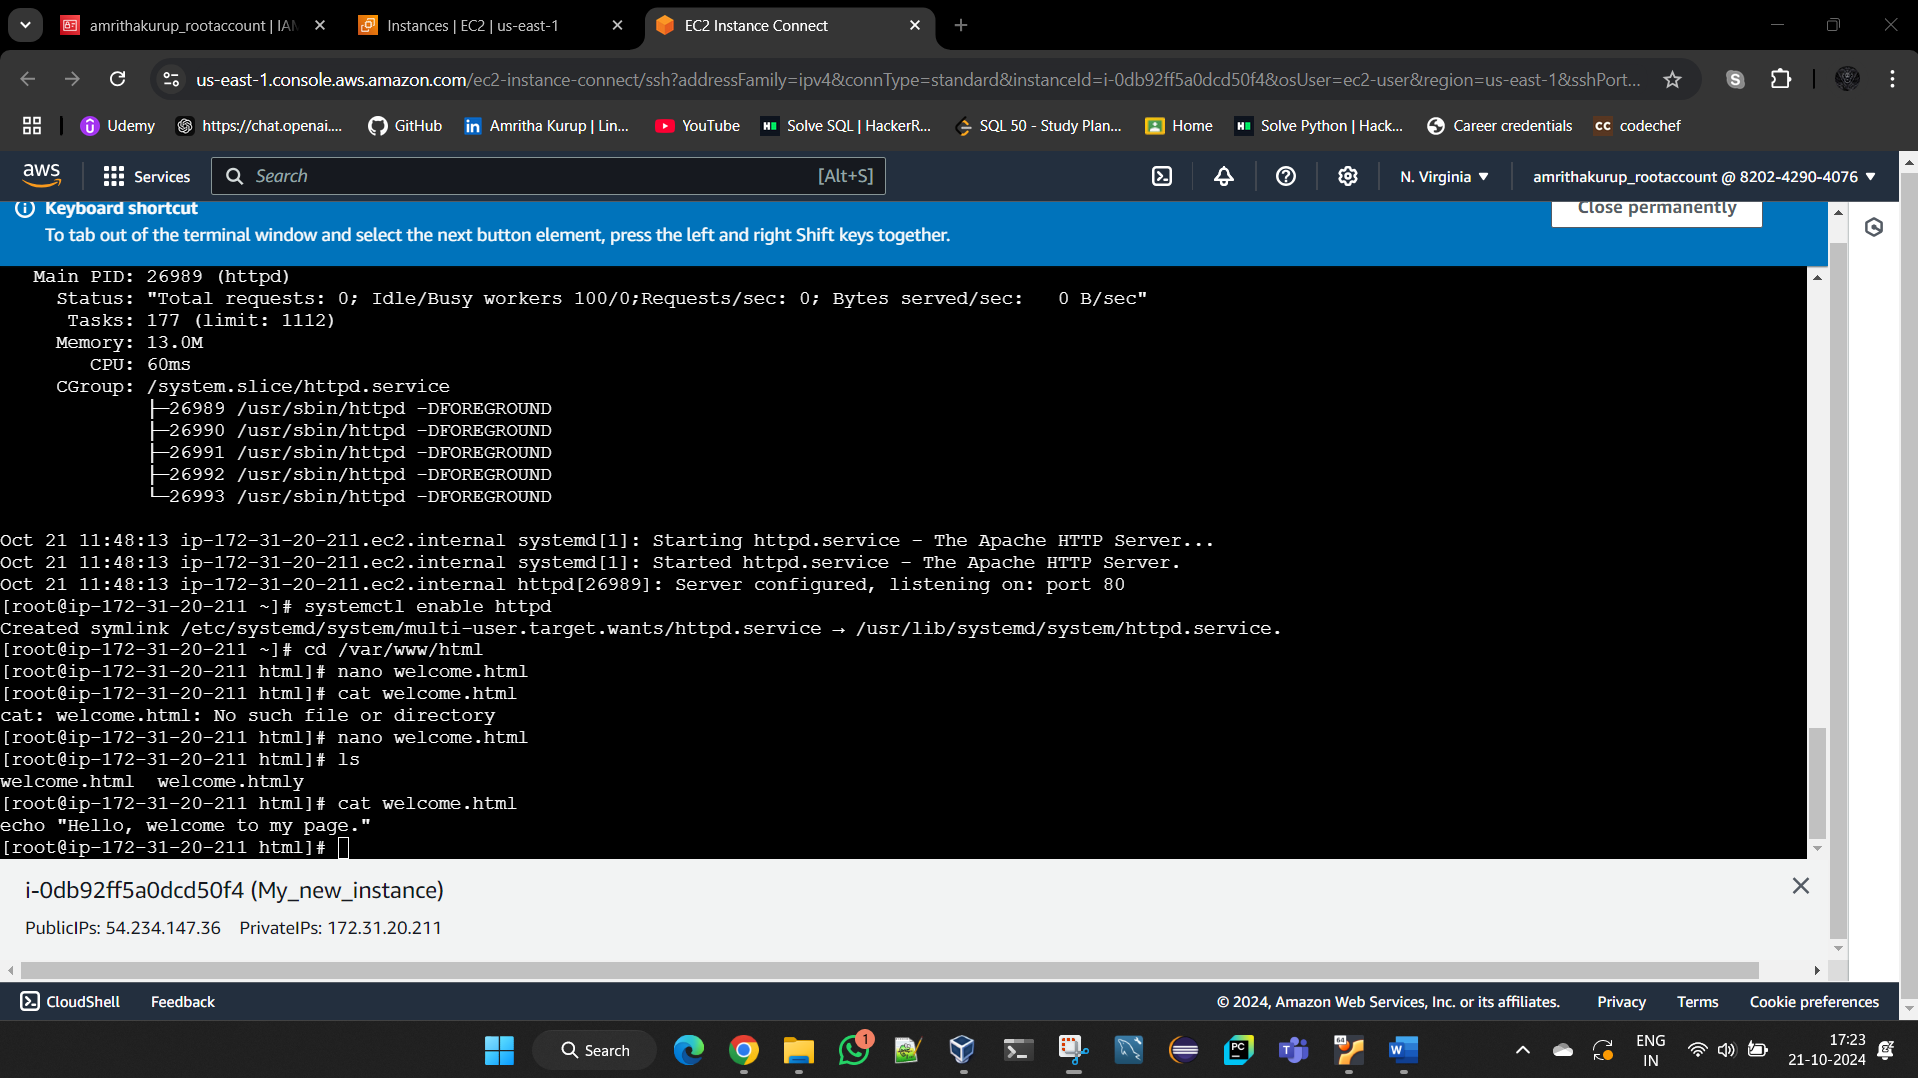 amrithakurup_rootaccount | IAM
Instances | EC2 | us-east-1
EC2 Instance Connect
us-east-1.console.aws.amazon.com/ec2-instance-connect/ssh?addressFamily=ipv4&connType=standard&instanceId=i-0db92ff5a0dcd50f4&osUser=ec2-user&region=us-east-1&sshPort...
S
Udemy
https://chat.openai....
GitHub
Amritha Kurup | Lin...
YouTube
Solve SQL | HackerR...
SQL 50 - Study Plan...
Home
Solve Python | Hack...
Career credentials
CC codechef
aws
Services
Search
[Alt+S]
N. Virginia
amrithakurup_rootaccount @ 8202-4290-4076
Keyboard shortcut
To tab out of the terminal window and select the next button element, press the left and right Shift keys together.
Close permanently
Main PID: 26989 (httpd)
Status: "Total requests: 0; Idle/Busy workers 100/0;Requests/sec: 0; Bytes served/sec:   0 B/sec"
Tasks: 177 (limit: 1112)
Memory: 13.0M
CPU: 60ms
CGroup: /system.slice/httpd.service
├─26989 /usr/sbin/httpd -DFOREGROUND
├─26990 /usr/sbin/httpd -DFOREGROUND
├─26991 /usr/sbin/httpd -DFOREGROUND
├─26992 /usr/sbin/httpd -DFOREGROUND
└─26993 /usr/sbin/httpd -DFOREGROUND
Oct 21 11:48:13 ip-172-31-20-211.ec2.internal systemd[1]: Starting httpd.service - The Apache HTTP Server...
Oct 21 11:48:13 ip-172-31-20-211.ec2.internal systemd[1]: Started httpd.service - The Apache HTTP Server.
Oct 21 11:48:13 ip-172-31-20-211.ec2.internal httpd[26989]: Server configured, listening on: port 80
[root@ip-172-31-20-211 ~]# systemctl enable httpd
Created symlink /etc/systemd/system/multi-user.target.wants/httpd.service → /usr/lib/systemd/system/httpd.service.
[root@ip-172-31-20-211 ~]# cd /var/www/html
[root@ip-172-31-20-211 html]# nano welcome.html
[root@ip-172-31-20-211 html]# cat welcome.html
cat: welcome.html: No such file or directory
[root@ip-172-31-20-211 html]# nano welcome.html
[root@ip-172-31-20-211 html]# ls
welcome.html  welcome.htmly
[root@ip-172-31-20-211 html]# cat welcome.html
echo "Hello, welcome to my page."
[root@ip-172-31-20-211 html]#
i-0db92ff5a0dcd50f4 (My_new_instance)
PublicIPs: 54.234.147.36   PrivateIPs: 172.31.20.211
CloudShell
Feedback
© 2024, Amazon Web Services, Inc. or its affiliates.
Privacy
Terms
Cookie preferences
Search
1
ENG
IN
17:23
21-10-2024